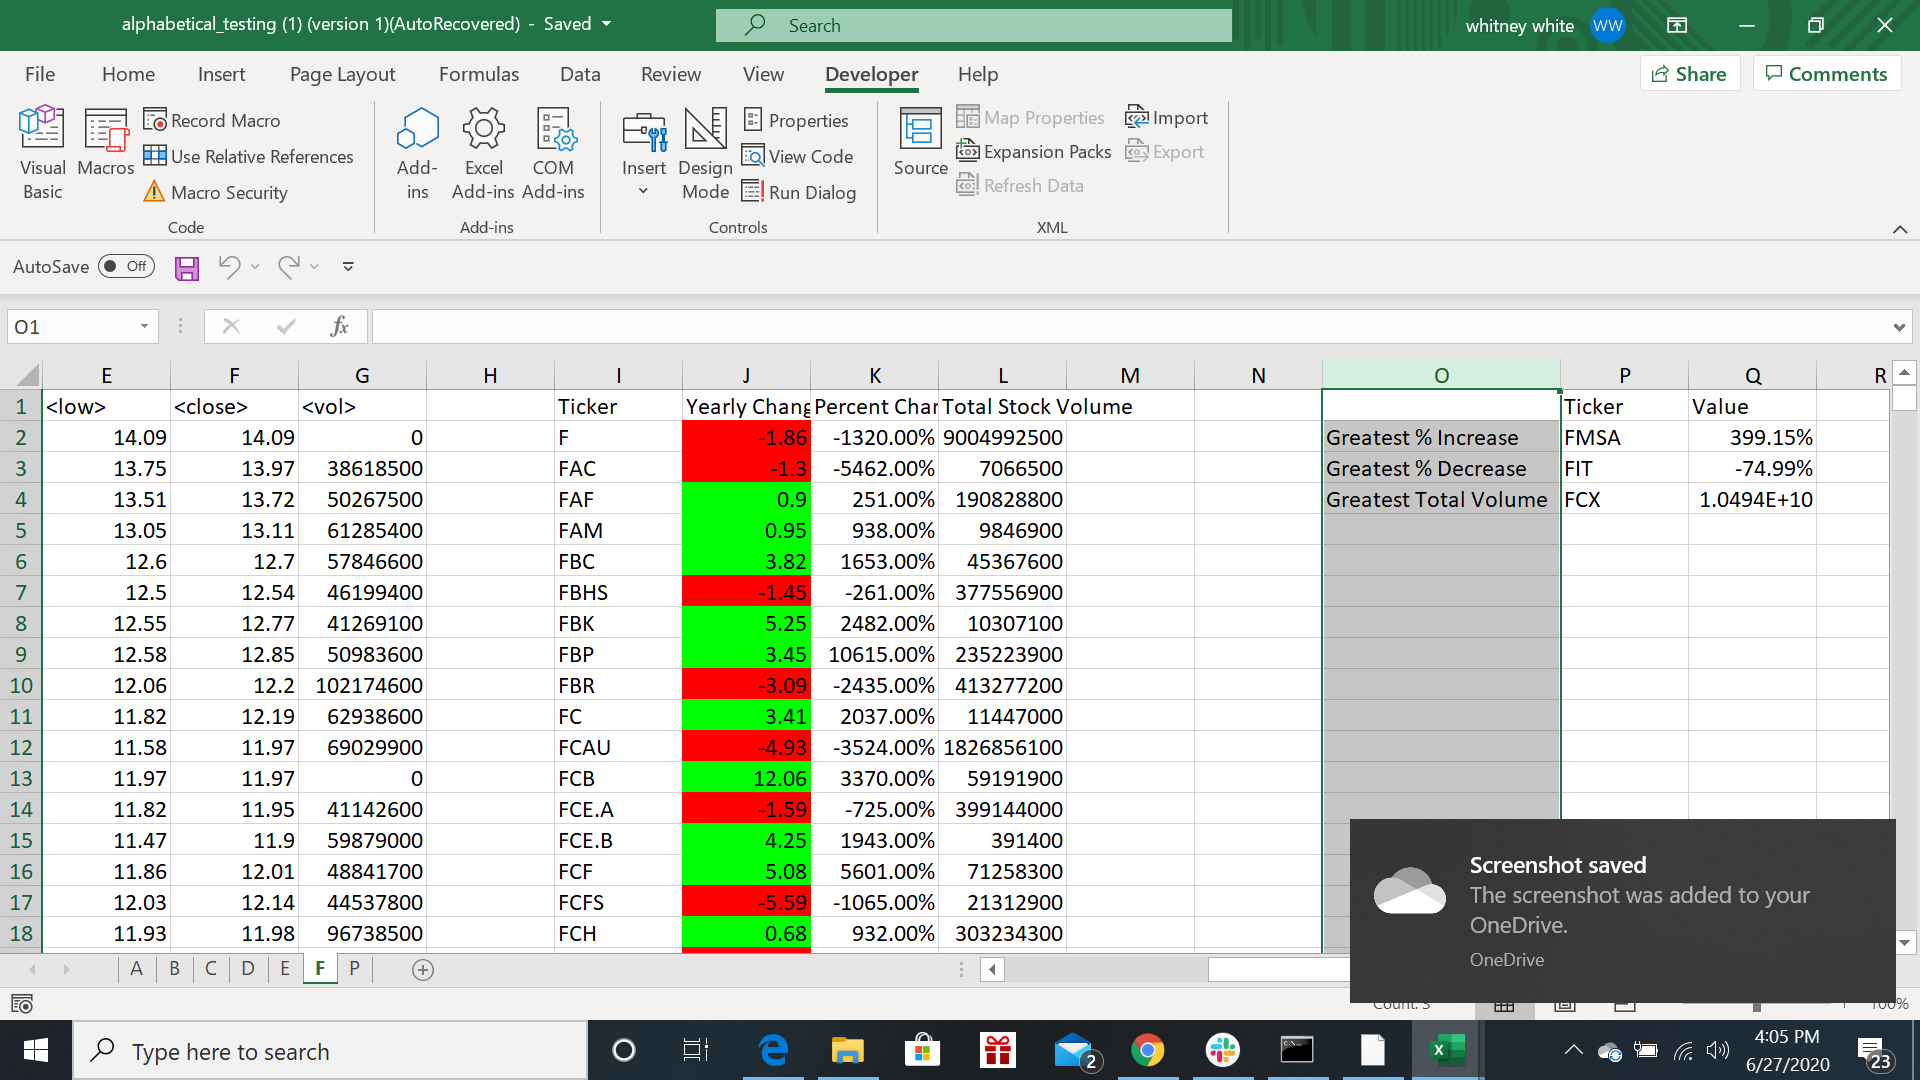 alphabetical_testing (1) (version 1)(AutoRecovered) - Saved
Search
whitney white WW
File Home Insert Page Layout Formulas Data Review View Developer Help
Share Comments
Visual Basic
Macros
Record Macro
Use Relative References
Macro Security
Code
Add-ins
Excel Add-ins
COM Add-ins
Add-ins
Insert
Design Mode
Properties
View Code
Run Dialog
Controls
Source
Map Properties
Expansion Packs
Refresh Data
Import
Export
XML
AutoSave Off
O1
fx
E F G H I J K L M N O P Q R
1 <low> <close> <vol> Ticker Yearly Chang Percent Char Total Stock Volume Ticker Value
2 14.09 14.09 0 F -1.86 -1320.00% 9004992500 Greatest % Increase FMSA 399.15%
3 13.75 13.97 38618500 FAC -1.3 -5462.00% 7066500 Greatest % Decrease FIT -74.99%
4 13.51 13.72 50267500 FAF 0.9 251.00% 190828800 Greatest Total Volume FCX 1.0494E+10
5 13.05 13.11 61285400 FAM 0.95 938.00% 9846900
6 12.6 12.7 57846600 FBC 3.82 1653.00% 45367600
7 12.5 12.54 46199400 FBHS -1.45 -261.00% 377556900
8 12.55 12.77 41269100 FBK 5.25 2482.00% 10307100
9 12.58 12.85 50983600 FBP 3.45 10615.00% 235223900
10 12.06 12.2 102174600 FBR -3.09 -2435.00% 413277200
11 11.82 12.19 62938600 FC 3.41 2037.00% 11447000
12 11.58 11.97 69029900 FCAU -4.93 -3524.00% 1826856100
13 11.97 11.97 0 FCB 12.06 3370.00% 59191900
14 11.82 11.95 41142600 FCE.A -1.59 -725.00% 399144000
15 11.47 11.9 59879000 FCE.B 4.25 1943.00% 391400
16 11.86 12.01 48841700 FCF 5.08 5601.00% 71258300
17 12.03 12.14 44537800 FCFS -5.59 -1065.00% 21312900
18 11.93 11.98 96738500 FCH 0.68 932.00% 303234300
Screenshot saved
The screenshot was added to your
OneDrive.
OneDrive
A B C D E F P
Count: 3
100%
Type here to search
2
4:05 PM
6/27/2020
23